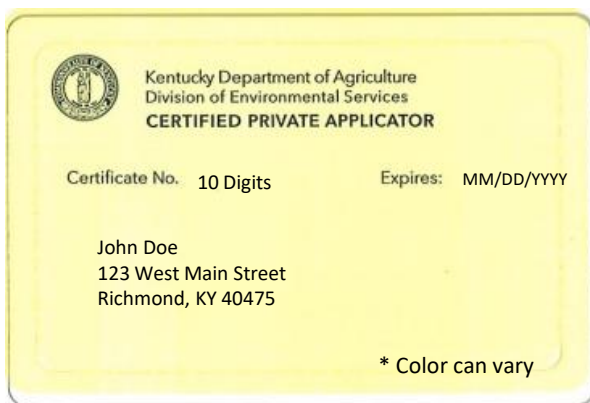 Kentucky Department of Agriculture
Division of Environmental Services
CERTIFIED PRIVATE APPLICATOR
Certificate No. 10 Digits Expires: MM/DD/YYYY
John Doe
123 West Main Street
Richmond, KY 40475
* Color can vary